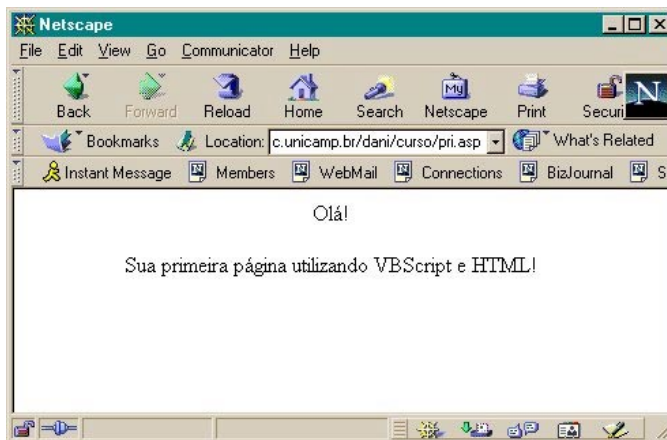 Netscape
File Edit View Go Communicator Help
Back Forward Reload Home Search Netscape Print Securi
Bookmarks Location: c.unicamp.br/dani/curso/pri.asp What's Related
Instant Message Members WebMail Connections BizJournal S
Olá!
Sua primeira página utilizando VBScript e HTML!